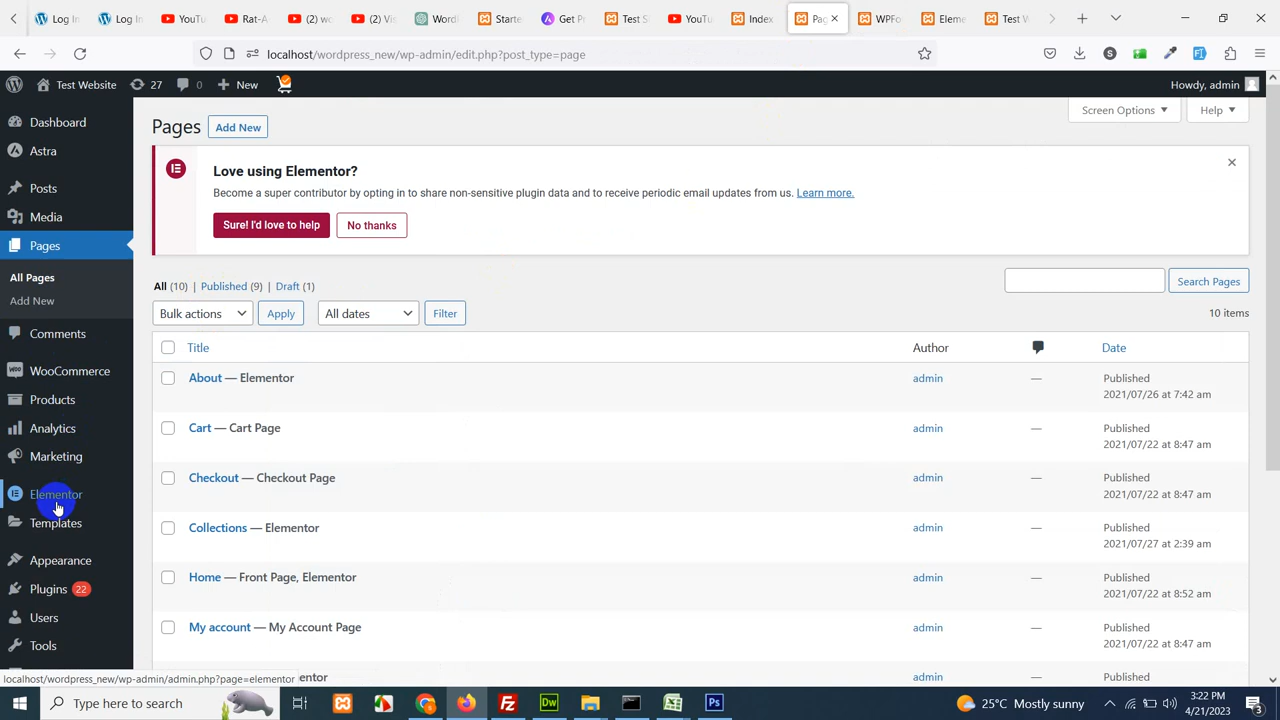 Log In
Log In
YouTu
Rat-A
(2) wo
(2) Vis
WordP
Starte
Get P
Test S
YouTu
Index
Pag
WPFo
Eleme
Test W
localhost/wordpress_new/wp-admin/edit.php?post_type=page
Test Website
27
0
New
Howdy, admin
Dashboard
Astra
Posts
Media
Pages
All Pages
Add New
Comments
WooCommerce
Products
Analytics
Marketing
Elementor
Templates
Appearance
Plugins 22
Users
Tools
Screen Options
Help
Pages
Add New
Love using Elementor?
Become a super contributor by opting in to share non-sensitive plugin data and to receive periodic email updates from us. Learn more.
Sure! I'd love to help
No thanks
All (10) | Published (9) | Draft (1)
Search Pages
Bulk actions
Apply
All dates
Filter
10 items
Title
Author
Date
About — Elementor
admin
—
Published
2021/07/26 at 7:42 am
Cart — Cart Page
admin
—
Published
2021/07/22 at 8:47 am
Checkout — Checkout Page
admin
—
Published
2021/07/22 at 8:47 am
Collections — Elementor
admin
—
Published
2021/07/27 at 2:39 am
Home — Front Page, Elementor
admin
—
Published
2021/07/22 at 8:52 am
My account — My Account Page
admin
—
Published
2021/07/22 at 8:47 am
mentor
admin
—
Published
localhost/wordpress_new/wp-admin/admin.php?page=elementor
Type here to search
Dw
Ps
25°C Mostly sunny
3:22 PM
4/21/2023
3